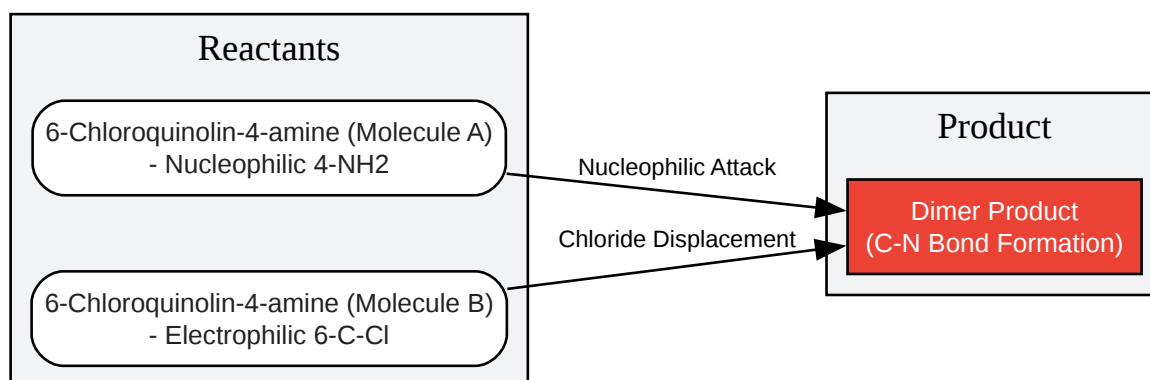 Reactants
6-Chloroquinolin-4-amine (Molecule A)
- Nucleophilic 4-NH2
6-Chloroquinolin-4-amine (Molecule B)
- Electrophilic 6-C-Cl
Nucleophilic Attack
Chloride Displacement
Product
Dimer Product
(C-N Bond Formation)